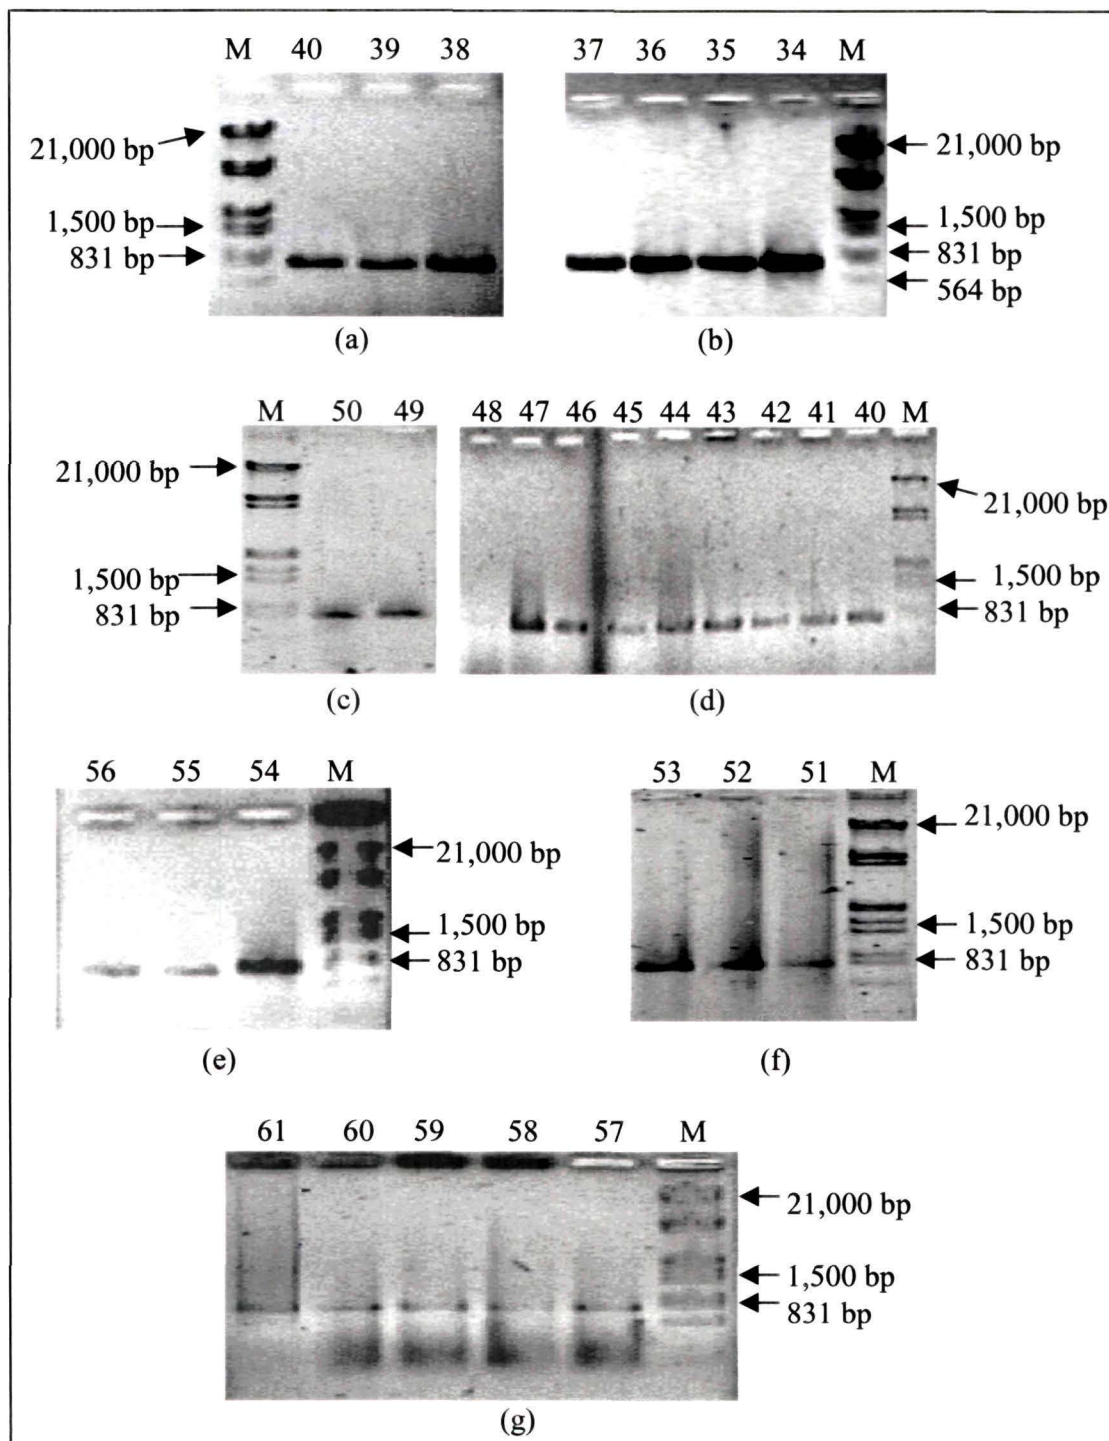 M 40 39 38
21,000 bp
1,500 bp
831 bp
(a)
37 36 35 34 M
21,000 bp
1,500 bp
831 bp
564 bp
(b)
M 50 49
21,000 bp
1,500 bp
831 bp
(c)
48 47 46 45 44 43 42 41 40 M
21,000 bp
1,500 bp
831 bp
(d)
56 55 54 M
21,000 bp
1,500 bp
831 bp
(e)
53 52 51 M
21,000 bp
1,500 bp
831 bp
(f)
61 60 59 58 57 M
21,000 bp
1,500 bp
831 bp
(g)